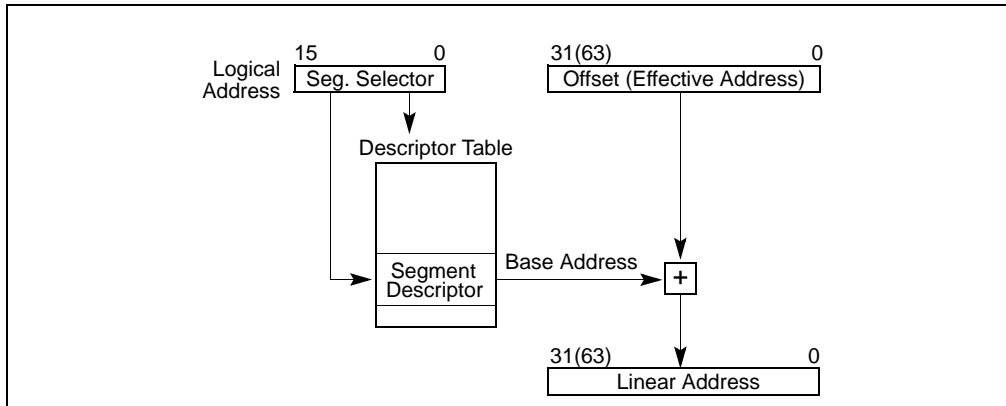 15 0
31(63) 0
Logical
Address
Seg. Selector
Offset (Effective Address)
Descriptor Table
Base Address
Segment
Descriptor
+
31(63) 0
Linear Address